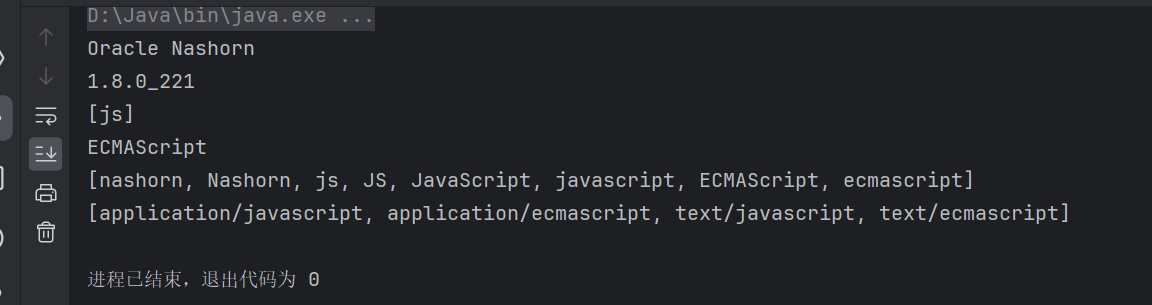 D:\Java\bin\java.exe ...
Oracle Nashorn
1.8.0_221
[js]
ECMAScript
[nashorn, Nashorn, js, JS, JavaScript, javascript, ECMAScript, ecmascript]
[application/javascript, application/ecmascript, text/javascript, text/ecmascript]
进程已结束，退出代码为 0